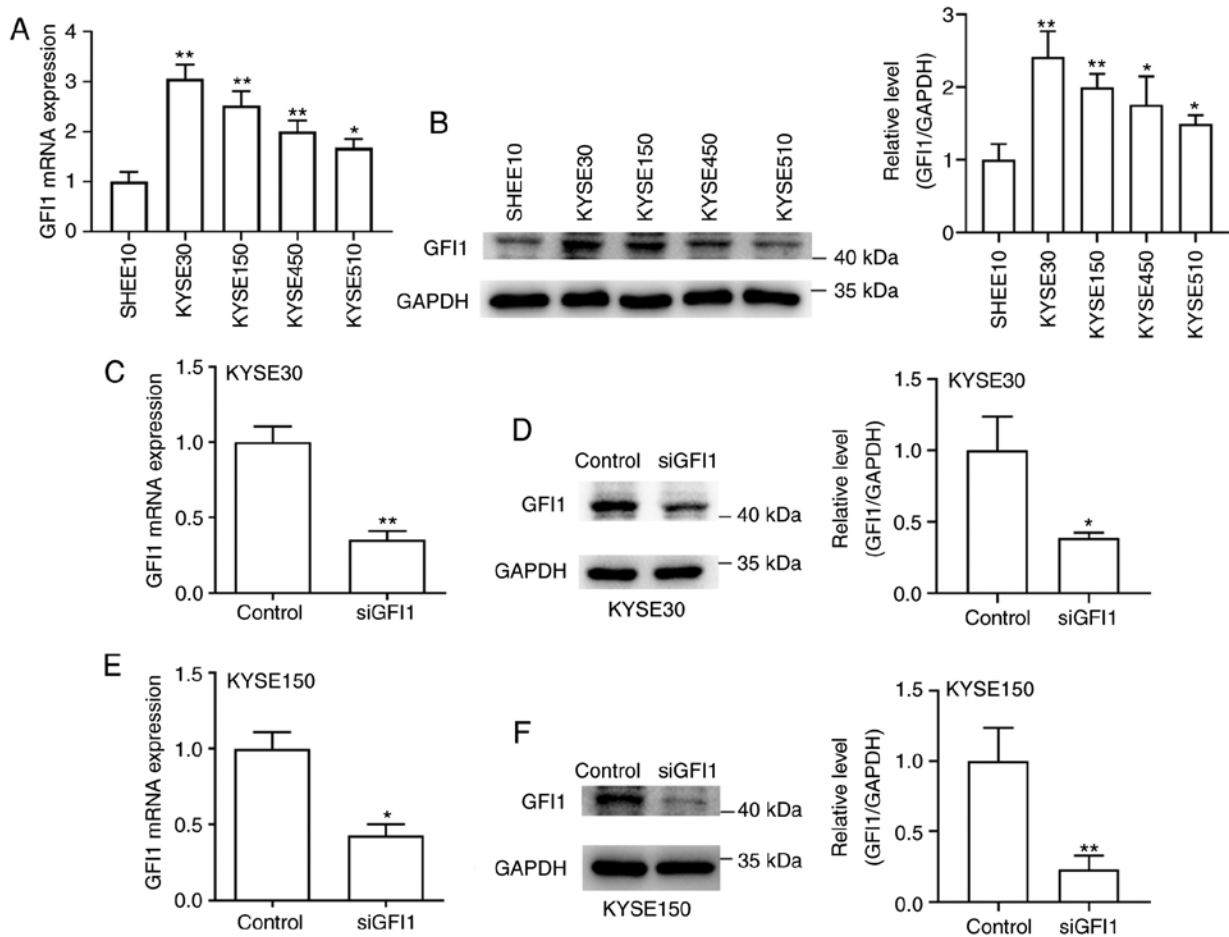 A
GFI1 mRNA expression
4
3
2
1
0
**
**
**
*
SHEE10
KYSE30
KYSE150
KYSE450
KYSE510
B
SHEE10
KYSE30
KYSE150
KYSE450
KYSE510
GFI1
40 kDa
GAPDH
35 kDa
Relative level
(GFI1/GAPDH)
3
2
1
0
**
**
*
*
SHEE10
KYSE30
KYSE150
KYSE450
KYSE510
C
KYSE30
GFI1 mRNA expression
1.5
1.0
0.5
0.0
**
Control siGFI1
D
Control siGFI1
GFI1
40 kDa
GAPDH
35 kDa
KYSE30
KYSE30
Relative level
(GFI1/GAPDH)
1.5
1.0
0.5
0.0
*
Control siGFI1
E
KYSE150
GFI1 mRNA expression
1.5
1.0
0.5
0.0
*
Control siGFI1
F
Control siGFI1
GFI1
40 kDa
GAPDH
35 kDa
KYSE150
KYSE150
Relative level
(GFI1/GAPDH)
1.5
1.0
0.5
0.0
**
Control siGFI1